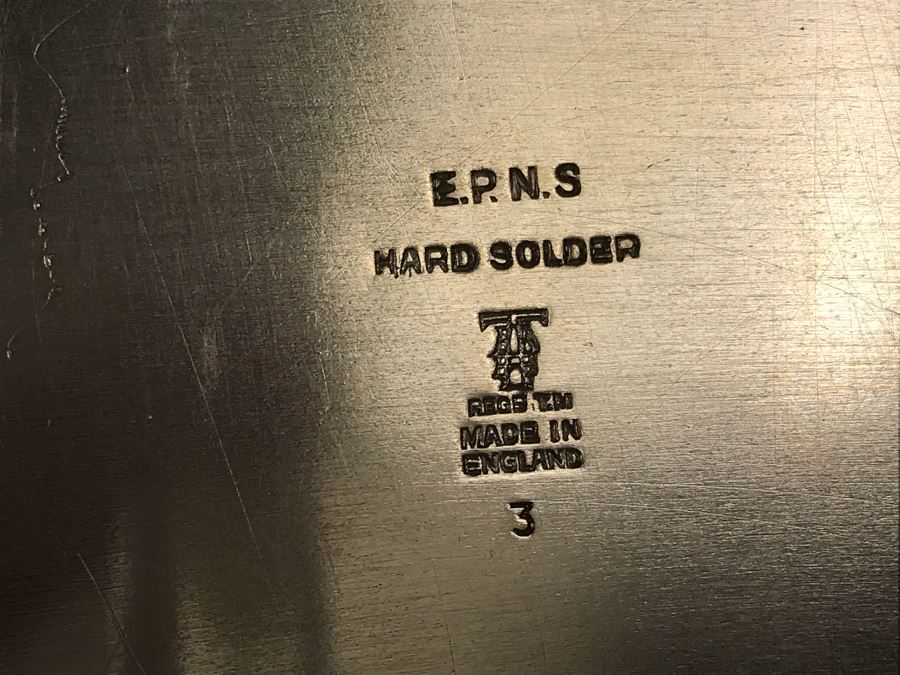 E.P.N.S
HARD SOLDER
REGD T.M
MADE IN
ENGLAND
3